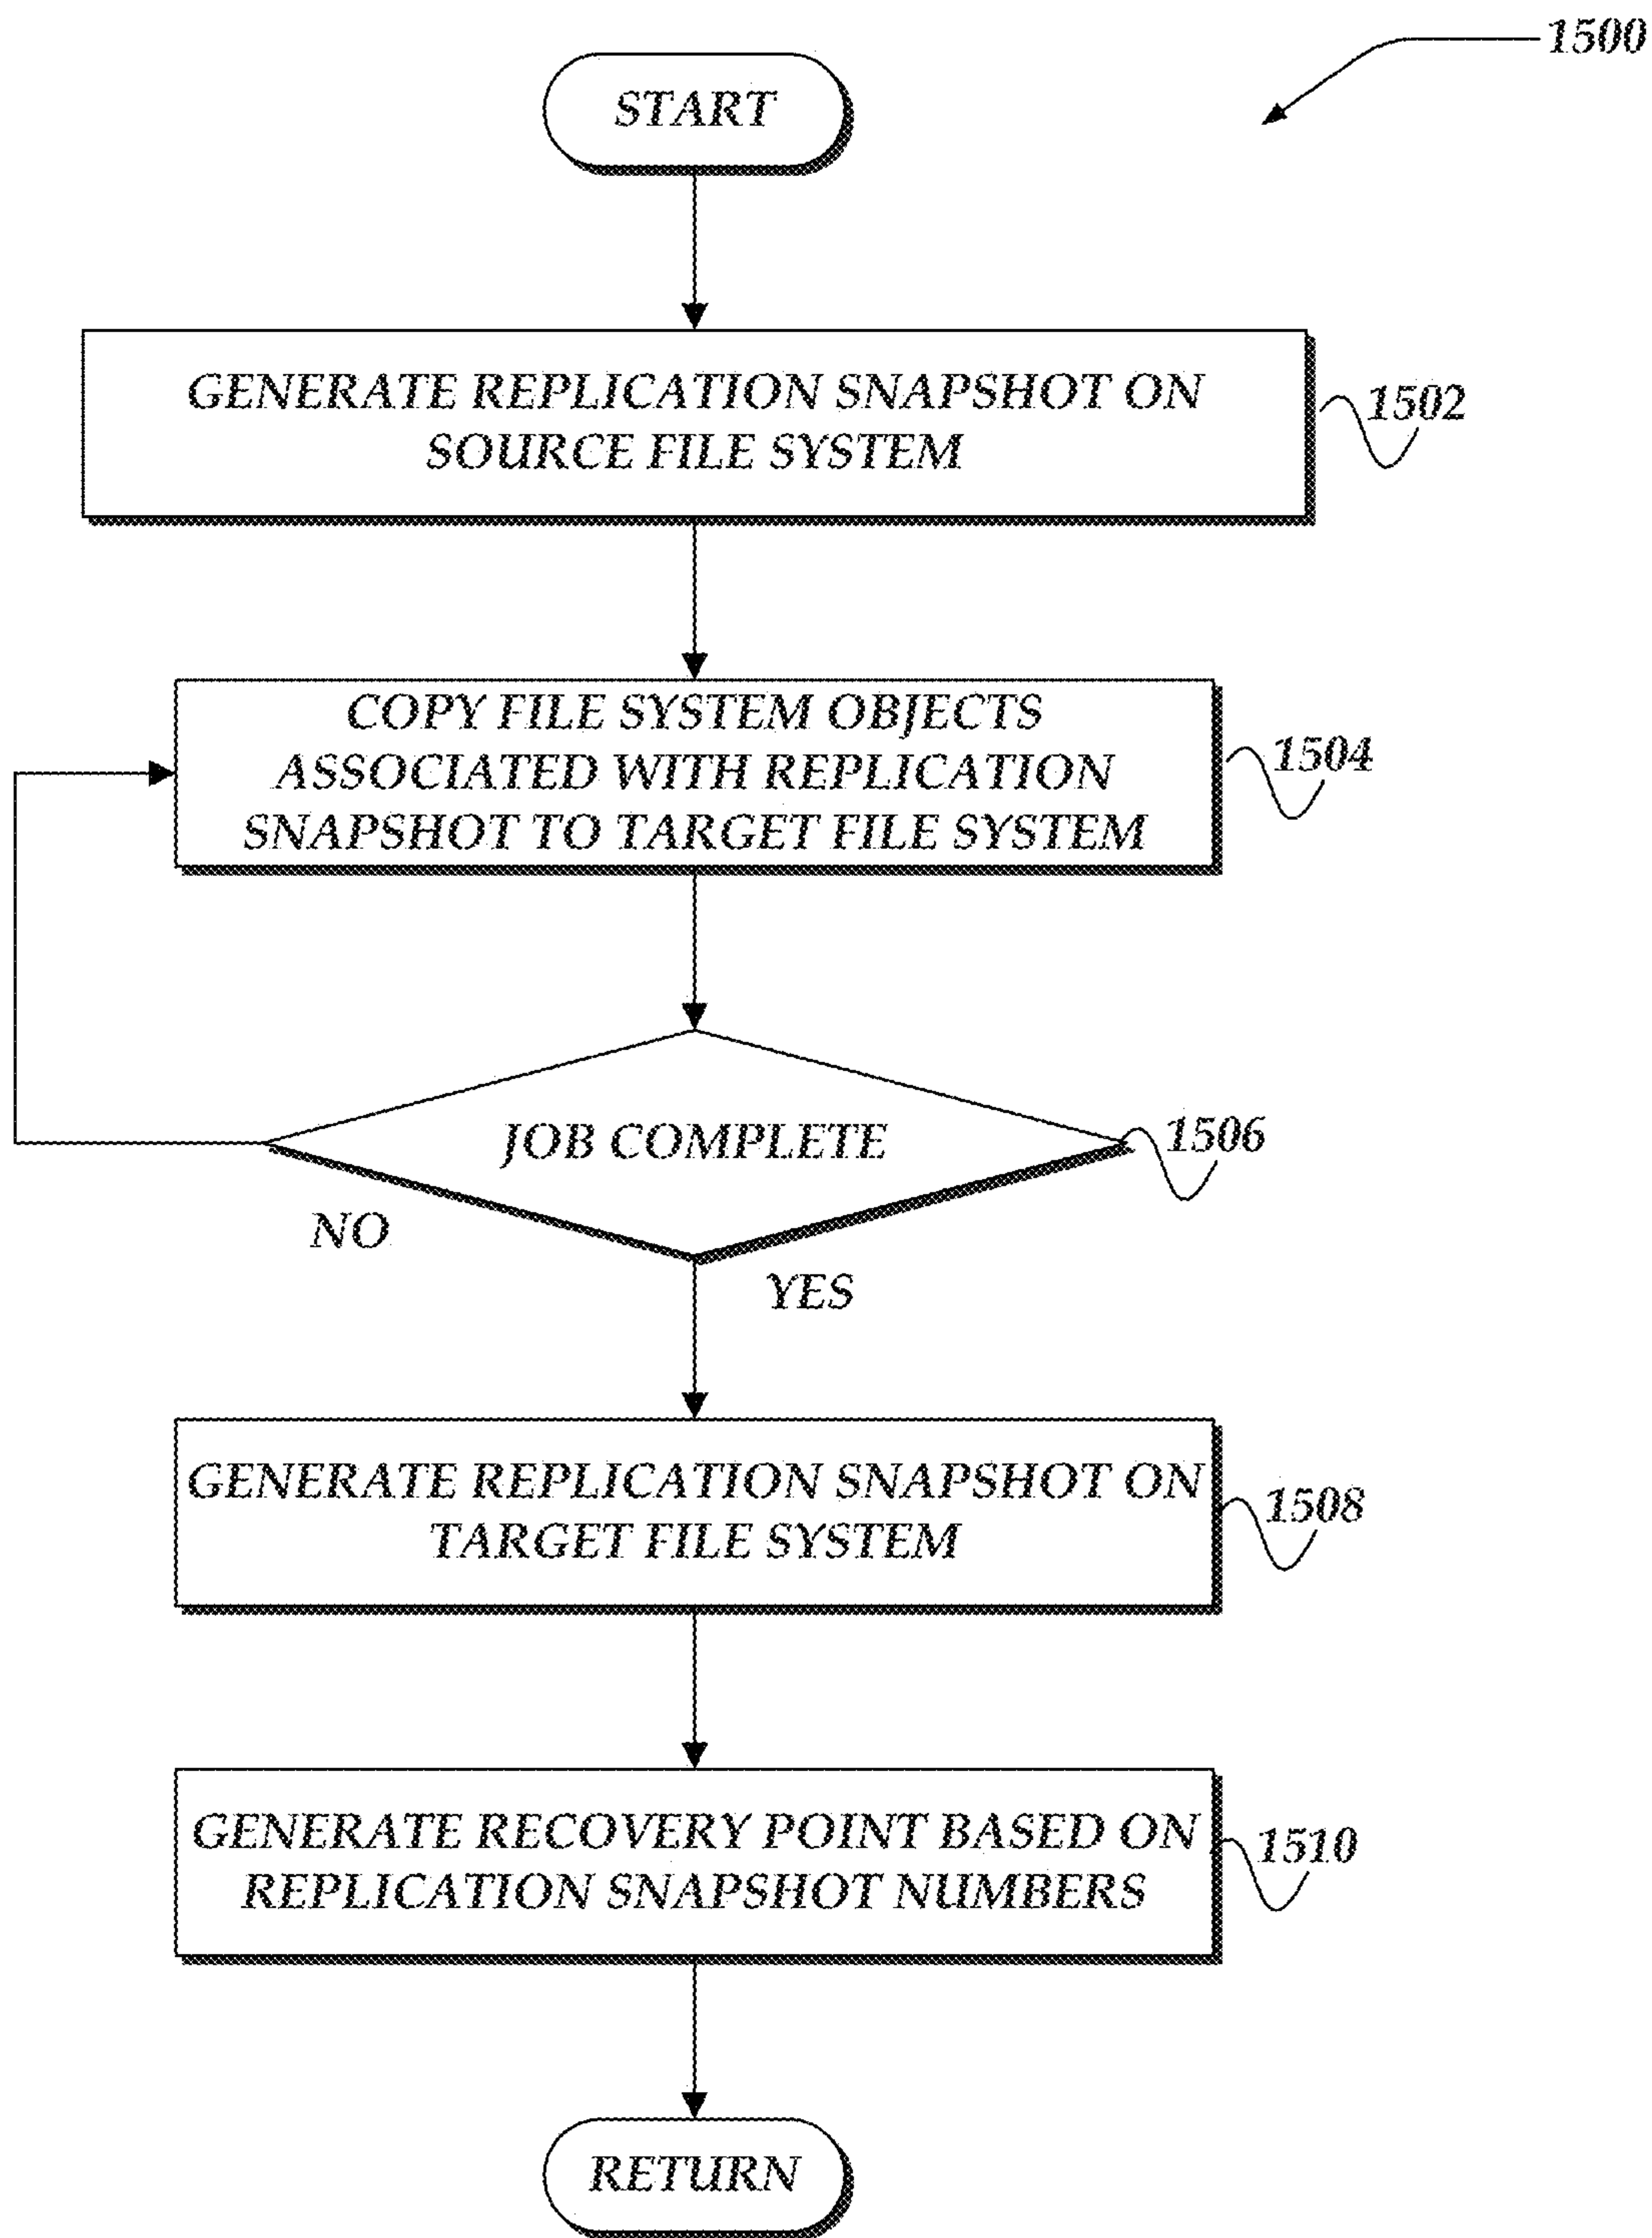 1500
START
GENERATE REPLICATION SNAPSHOT ON
SOURCE FILE SYSTEM
1502
COPY FILE SYSTEM OBJECTS
ASSOCIATED WITH REPLICATION
SNAPSHOT TO TARGET FILE SYSTEM
1504
JOB COMPLETE
1506
NO
YES
GENERATE REPLICATION SNAPSHOT ON
TARGET FILE SYSTEM
1508
GENERATE RECOVERY POINT BASED ON
REPLICATION SNAPSHOT NUMBERS
1510
RETURN